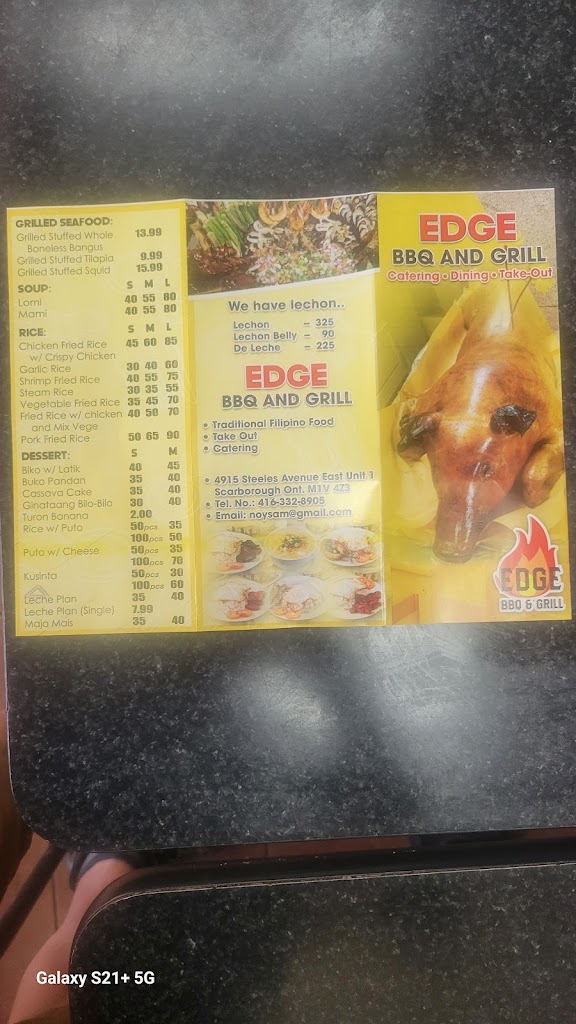 GRILLED SEAFOOD:
Grilled Stuffed Whole 13.99
Boneless Bangus
Grilled Stuffed Tilapia 9.99
Grilled Stuffed Squid 15.99
SOUP: S M L
Lomi 40 55 80
Mami 40 55 80
RICE: S M L
Chicken Fried Rice 45 60 85
w/ Crispy Chicken
Garlic Rice 30 40 60
Shrimp Fried Rice 40 55 75
Steam Rice 30 35 55
Vegetable Fried Rice 35 45 70
Fried Rice w/ chicken 40 50 70
and Mix Vege
Pork Fried Rice 50 65 90
DESSERT: S M
Biko w/ Latik 40 45
Buko Pandan 35 40
Cassava Cake 35 40
Ginataang Bilo-Bilo 30 40
Turon Banana 2.00
Rice w/ Puto 50pcs 35
100pcs 50
Puto w/ Cheese 50pcs 35
100pcs 70
Kusinta 50pcs 30
100pcs 60
Leche Plan 35 40
Leche Plan (Single) 7.99
Maja Mais 35 40
We have lechon..
Lechon – 325
Lechon Belly – 90
De Leche – 225
EDGE
BBQ AND GRILL
• Traditional Filipino Food
• Take Out
• Catering
• 4915 Steeles Avenue East Unit 1
Scarborough Ont. M1V 4Z3
• Tel. No.: 416-332-8905
• Email: noysam@gmail.com
EDGE
BBQ AND GRILL
Catering • Dining • Take-Out
EDGE
BBQ & GRILL
Galaxy S21+ 5G